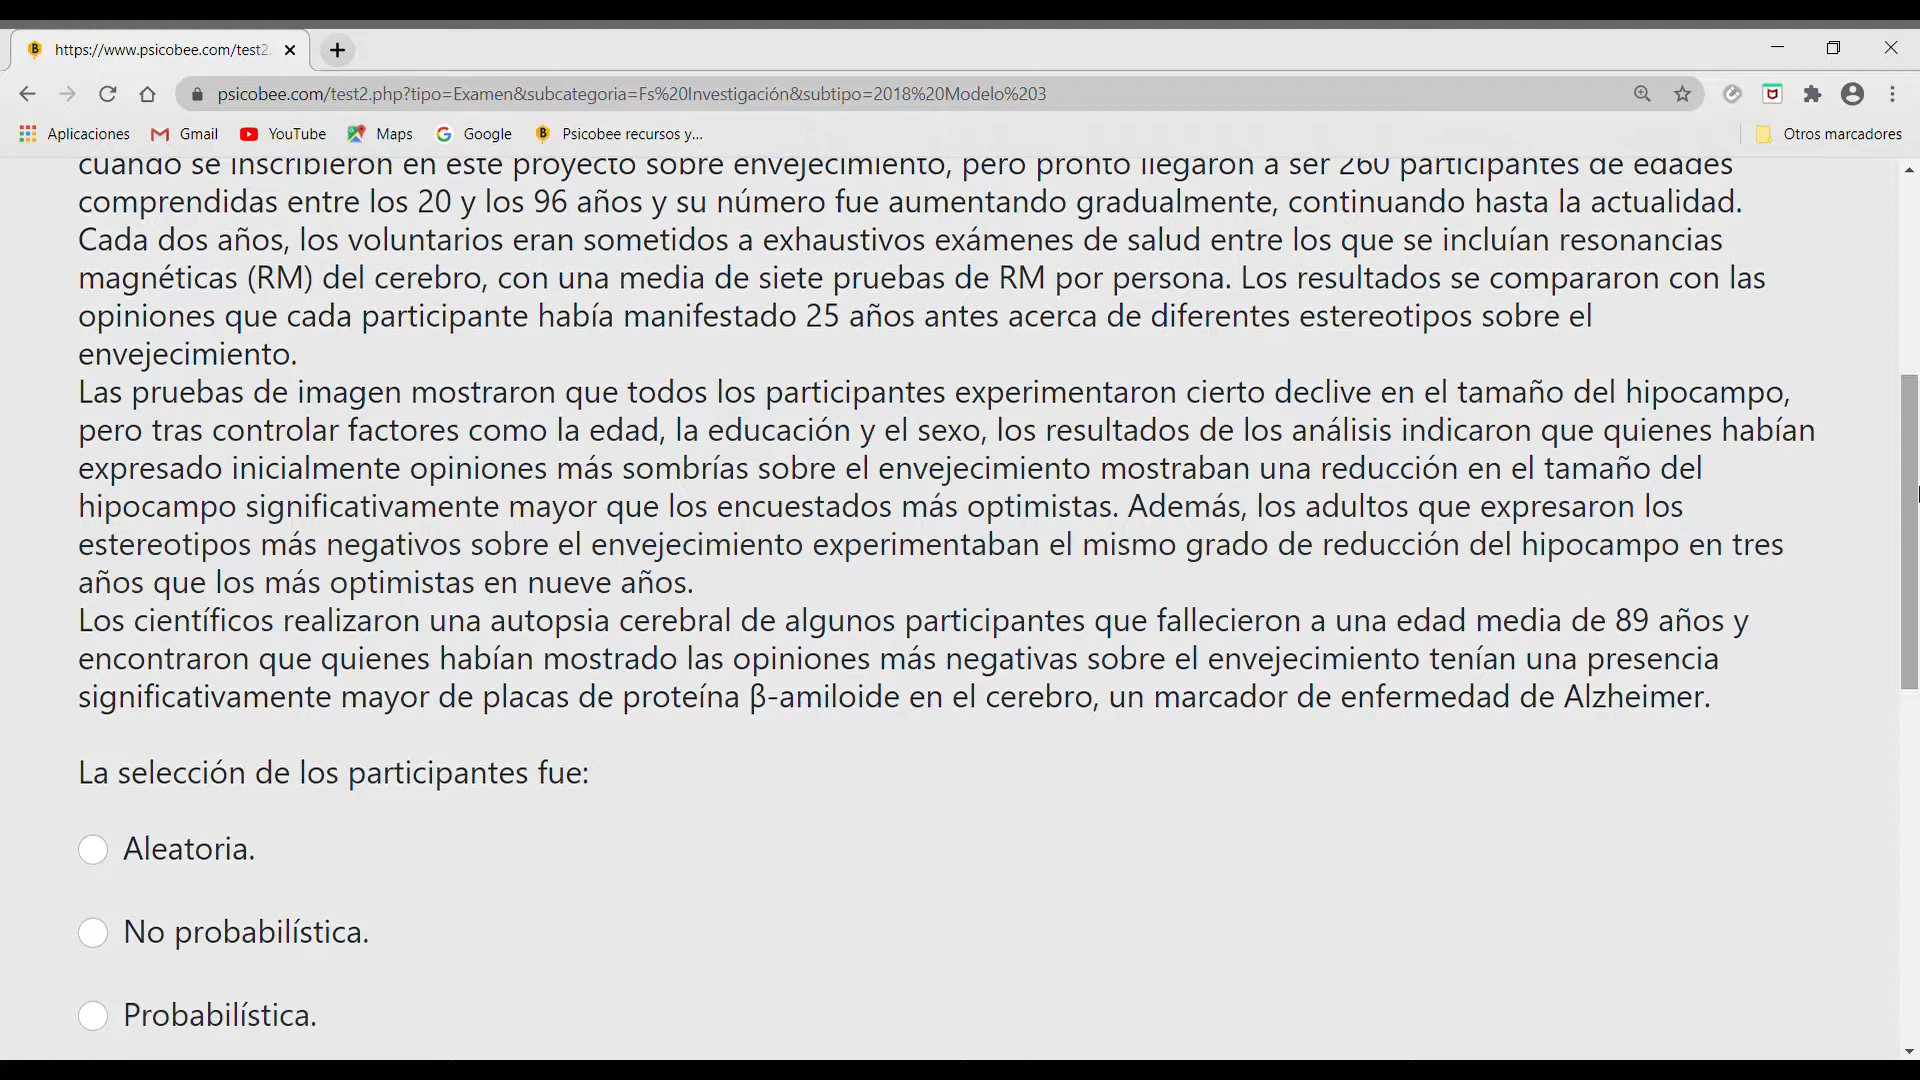 https://www.psicobee.com/test2
psicobee.com/test2.php?tipo=Examen&subcategoria=Fs%20Investigación&subtipo=2018%20Modelo%203
Aplicaciones Gmail YouTube Maps Google Psicobee recursos y... Otros marcadores
cuando se inscribieron en este proyecto sobre envejecimiento, pero pronto llegaron a ser 260 participantes de edades
comprendidas entre los 20 y los 96 años y su número fue aumentando gradualmente, continuando hasta la actualidad.
Cada dos años, los voluntarios eran sometidos a exhaustivos exámenes de salud entre los que se incluían resonancias
magnéticas (RM) del cerebro, con una media de siete pruebas de RM por persona. Los resultados se compararon con las
opiniones que cada participante había manifestado 25 años antes acerca de diferentes estereotipos sobre el
envejecimiento.
Las pruebas de imagen mostraron que todos los participantes experimentaron cierto declive en el tamaño del hipocampo,
pero tras controlar factores como la edad, la educación y el sexo, los resultados de los análisis indicaron que quienes habían
expresado inicialmente opiniones más sombrías sobre el envejecimiento mostraban una reducción en el tamaño del
hipocampo significativamente mayor que los encuestados más optimistas. Además, los adultos que expresaron los
estereotipos más negativos sobre el envejecimiento experimentaban el mismo grado de reducción del hipocampo en tres
años que los más optimistas en nueve años.
Los científicos realizaron una autopsia cerebral de algunos participantes que fallecieron a una edad media de 89 años y
encontraron que quienes habían mostrado las opiniones más negativas sobre el envejecimiento tenían una presencia
significativamente mayor de placas de proteína β-amiloide en el cerebro, un marcador de enfermedad de Alzheimer.
La selección de los participantes fue:
Aleatoria.
No probabilística.
Probabilística.